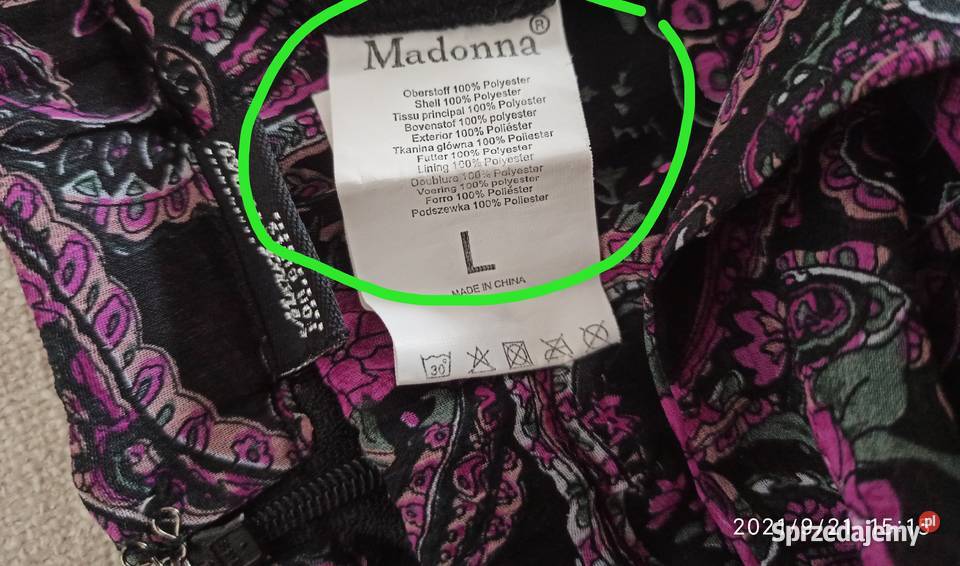 Madonna®
Oberstoff 100% Polyester
Shell 100% Polyester
Tissu principal 100% Polyester
Bovenstof 100% polyester
Exterior 100% Poliéster
Tkanina główna 100% Poliester
Futter 100% Polyester
Lining 100% Polyester
Doublure 100% Polyester
Voering 100% polyester
Forro 100% Poliéster
Podszewka 100% Poliester
L
MADE IN CHINA
30°
2021/9/21 15:1
Sprzedajemy.pl